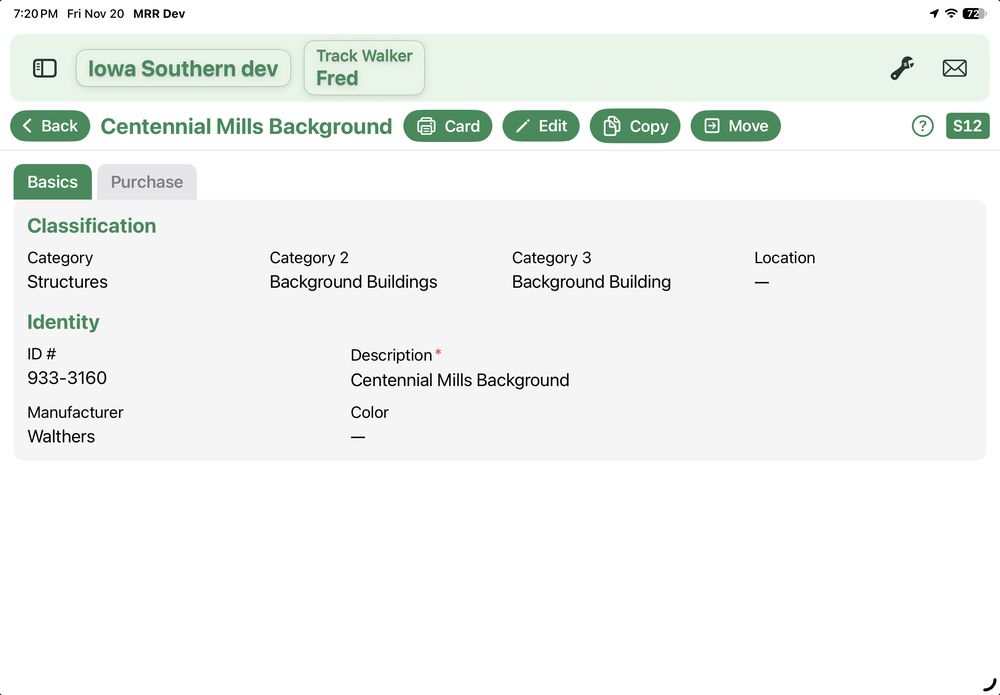 7:20 PM Fri Nov 20 MRR Dev 72
Iowa Southern dev
Track Walker
Fred
Back Centennial Mills Background Card Edit Copy Move ? S12
Basics Purchase
Classification
Category Category 2 Category 3 Location
Structures Background Buildings Background Building —
Identity
ID # Description*
933-3160 Centennial Mills Background
Manufacturer Color
Walthers —